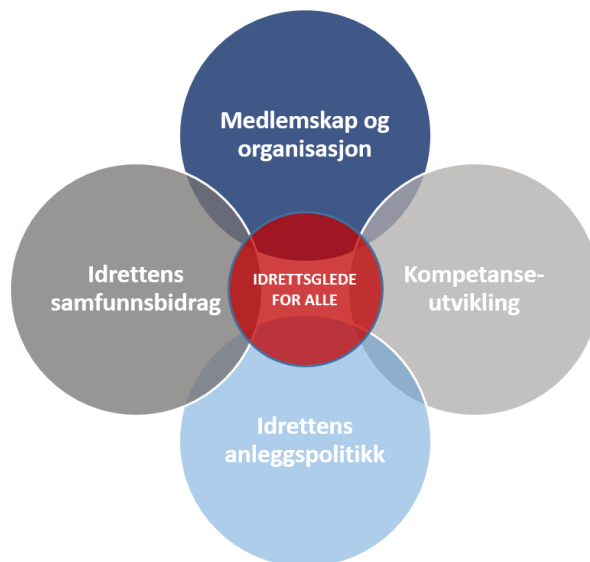 Medlemskap og
organisasjon
Idrettens
samfunnsbidrag
IDRETTSGLEDE
FOR ALLE
Kompetanse-
utvikling
Idrettens
anleggspolitikk